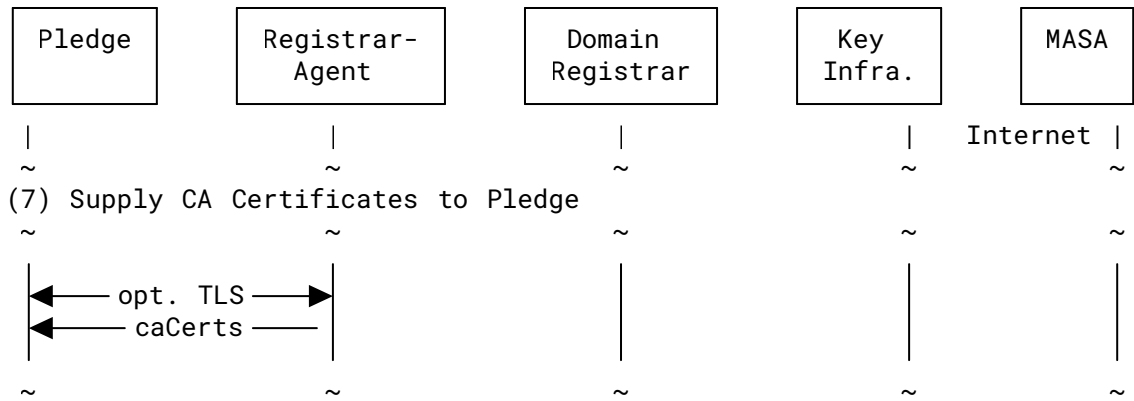 Pledge Registrar- Domain Key MASA
Agent Registrar Infra.
| | | | Internet |
~ ~ ~ ~ ~
(7) Supply CA Certificates to Pledge
~ ~ ~ ~ ~
opt. TLS
caCerts
~ ~ ~ ~ ~